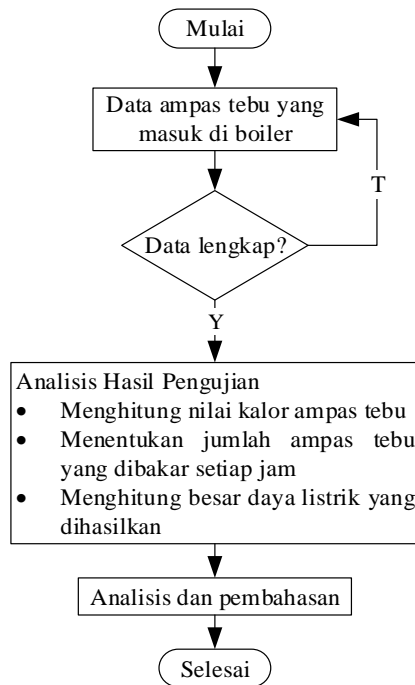 Mulai
Data ampas tebu yang
masuk di boiler
T
Data lengkap?
Y
Analisis Hasil Pengujian
• Menghitung nilai kalor ampas tebu
• Menentukan jumlah ampas tebu
yang dibakar setiap jam
• Menghitung besar daya listrik yang
dihasilkan
Analisis dan pembahasan
Selesai